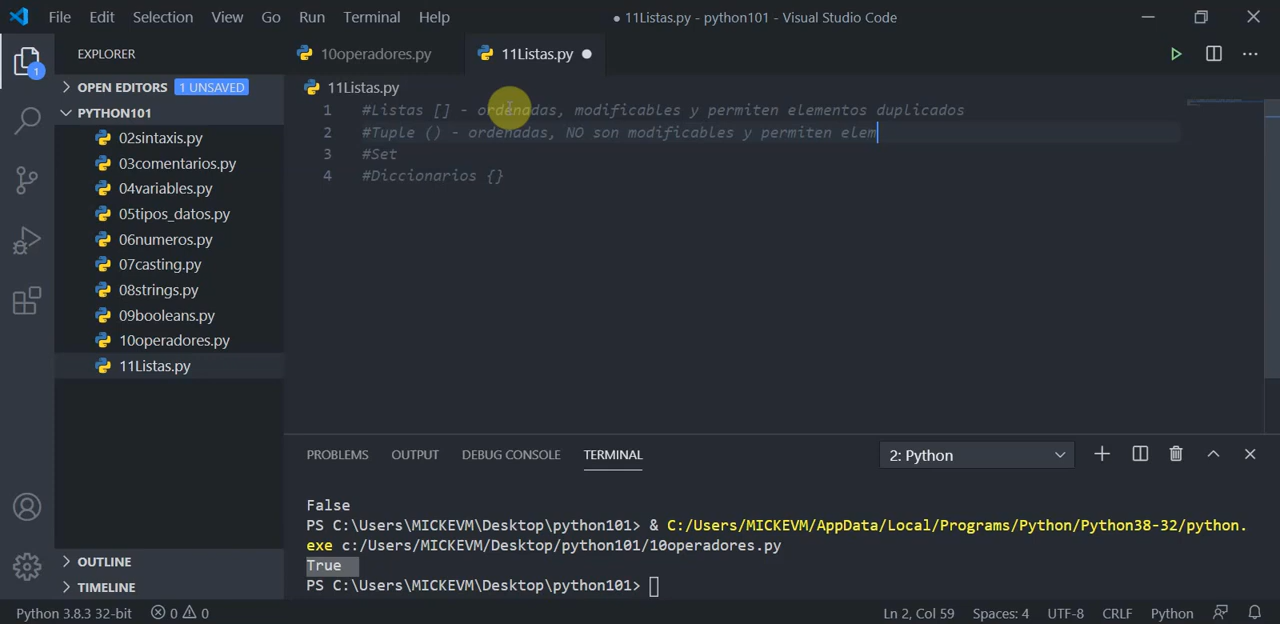 File Edit Selection View Go Run Terminal Help
● 11Listas.py - python101 - Visual Studio Code
EXPLORER
10operadores.py
11Listas.py ●
OPEN EDITORS 1 UNSAVED
PYTHON101
02sintaxis.py
03comentarios.py
04variables.py
05tipos_datos.py
06numeros.py
07casting.py
08strings.py
09booleans.py
10operadores.py
11Listas.py
OUTLINE
TIMELINE
1
11Listas.py
1 #Listas [] - ordenadas, modificables y permiten elementos duplicados
2 #Tuple () - ordenadas, NO son modificables y permiten elem
3 #Set
4 #Diccionarios {}
PROBLEMS OUTPUT DEBUG CONSOLE TERMINAL
2: Python
False
PS C:\Users\MICKEVM\Desktop\python101> & C:/Users/MICKEVM/AppData/Local/Programs/Python/Python38-32/python.
exe c:/Users/MICKEVM/Desktop/python101/10operadores.py
True
PS C:\Users\MICKEVM\Desktop\python101>
Python 3.8.3 32-bit 0 0
Ln 2, Col 59 Spaces: 4 UTF-8 CRLF Python